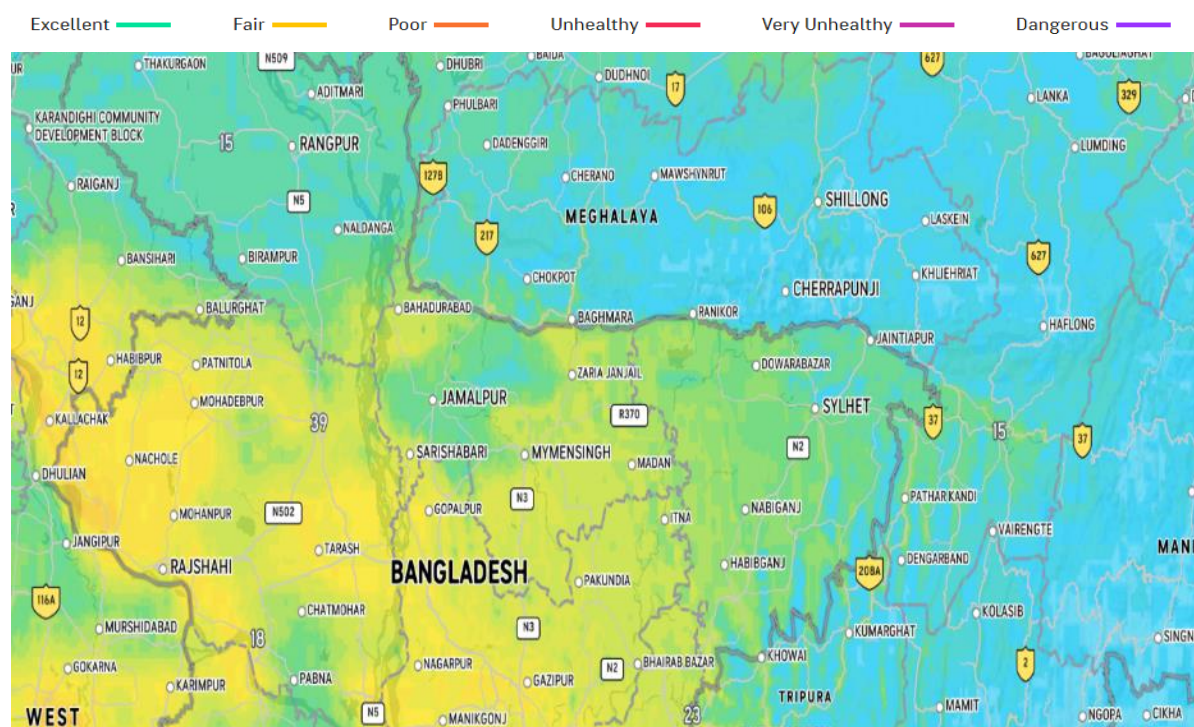 Excellent Fair Poor Unhealthy Very Unhealthy Dangerous
THAKURGAON
N509
DHUBRI
BAIDA
DUDHNOI
627
ADITMARI
PHULBARI
17
LANKA
329
KARANDIGHI COMMUNITY
DEVELOPMENT BLOCK
15
RANGPUR
DADENGGIRI
LUMDING
127B
CHERANO
MAWSHYNRUT
RAIGANJ
N5
MEGHALAYA
106
SHILLONG
LASKEIN
NALDANGA
217
627
BANSIHARI
BIRAMPUR
CHOKPOT
KHLIEHRIAT
CHERRAPUNJI
BALURGHAT
BAHADURABAD
BAGHMARA
RANIKOR
12
HAFLONG
JAINTIAPUR
HABIBPUR
PATNITOLA
12
ZARIA JANJAIL
DOWARABAZAR
MOHADEBPUR
JAMALPUR
SYLHET
KALLACHAK
39
R370
37
15
37
N2
SARISHABARI
MYMENSINGH
NACHOLE
MADAN
DHULIAN
N3
PATHARKANDI
MOHANPUR
N502
GOPALPUR
ITNA
NABIGANJ
VAIRENGTE
JANGIPUR
TARASH
RAJSHAHI
BANGLADESH
HABIBGANJ
208A
DENGARBAND
PAKUNDIA
116A
CHATMOHAR
KOLASIB
MURSHIDABAD
18
N3
KUMARGHAT
GOKARNA
NAGARPUR
N2
BHAIRAB BAZAR
KHOWAI
2
KARIMPUR
PABNA
GAZIPUR
TRIPURA
WEST
N5
MANIKGONJ
23
MAMIT
NGOPA
CIKHA